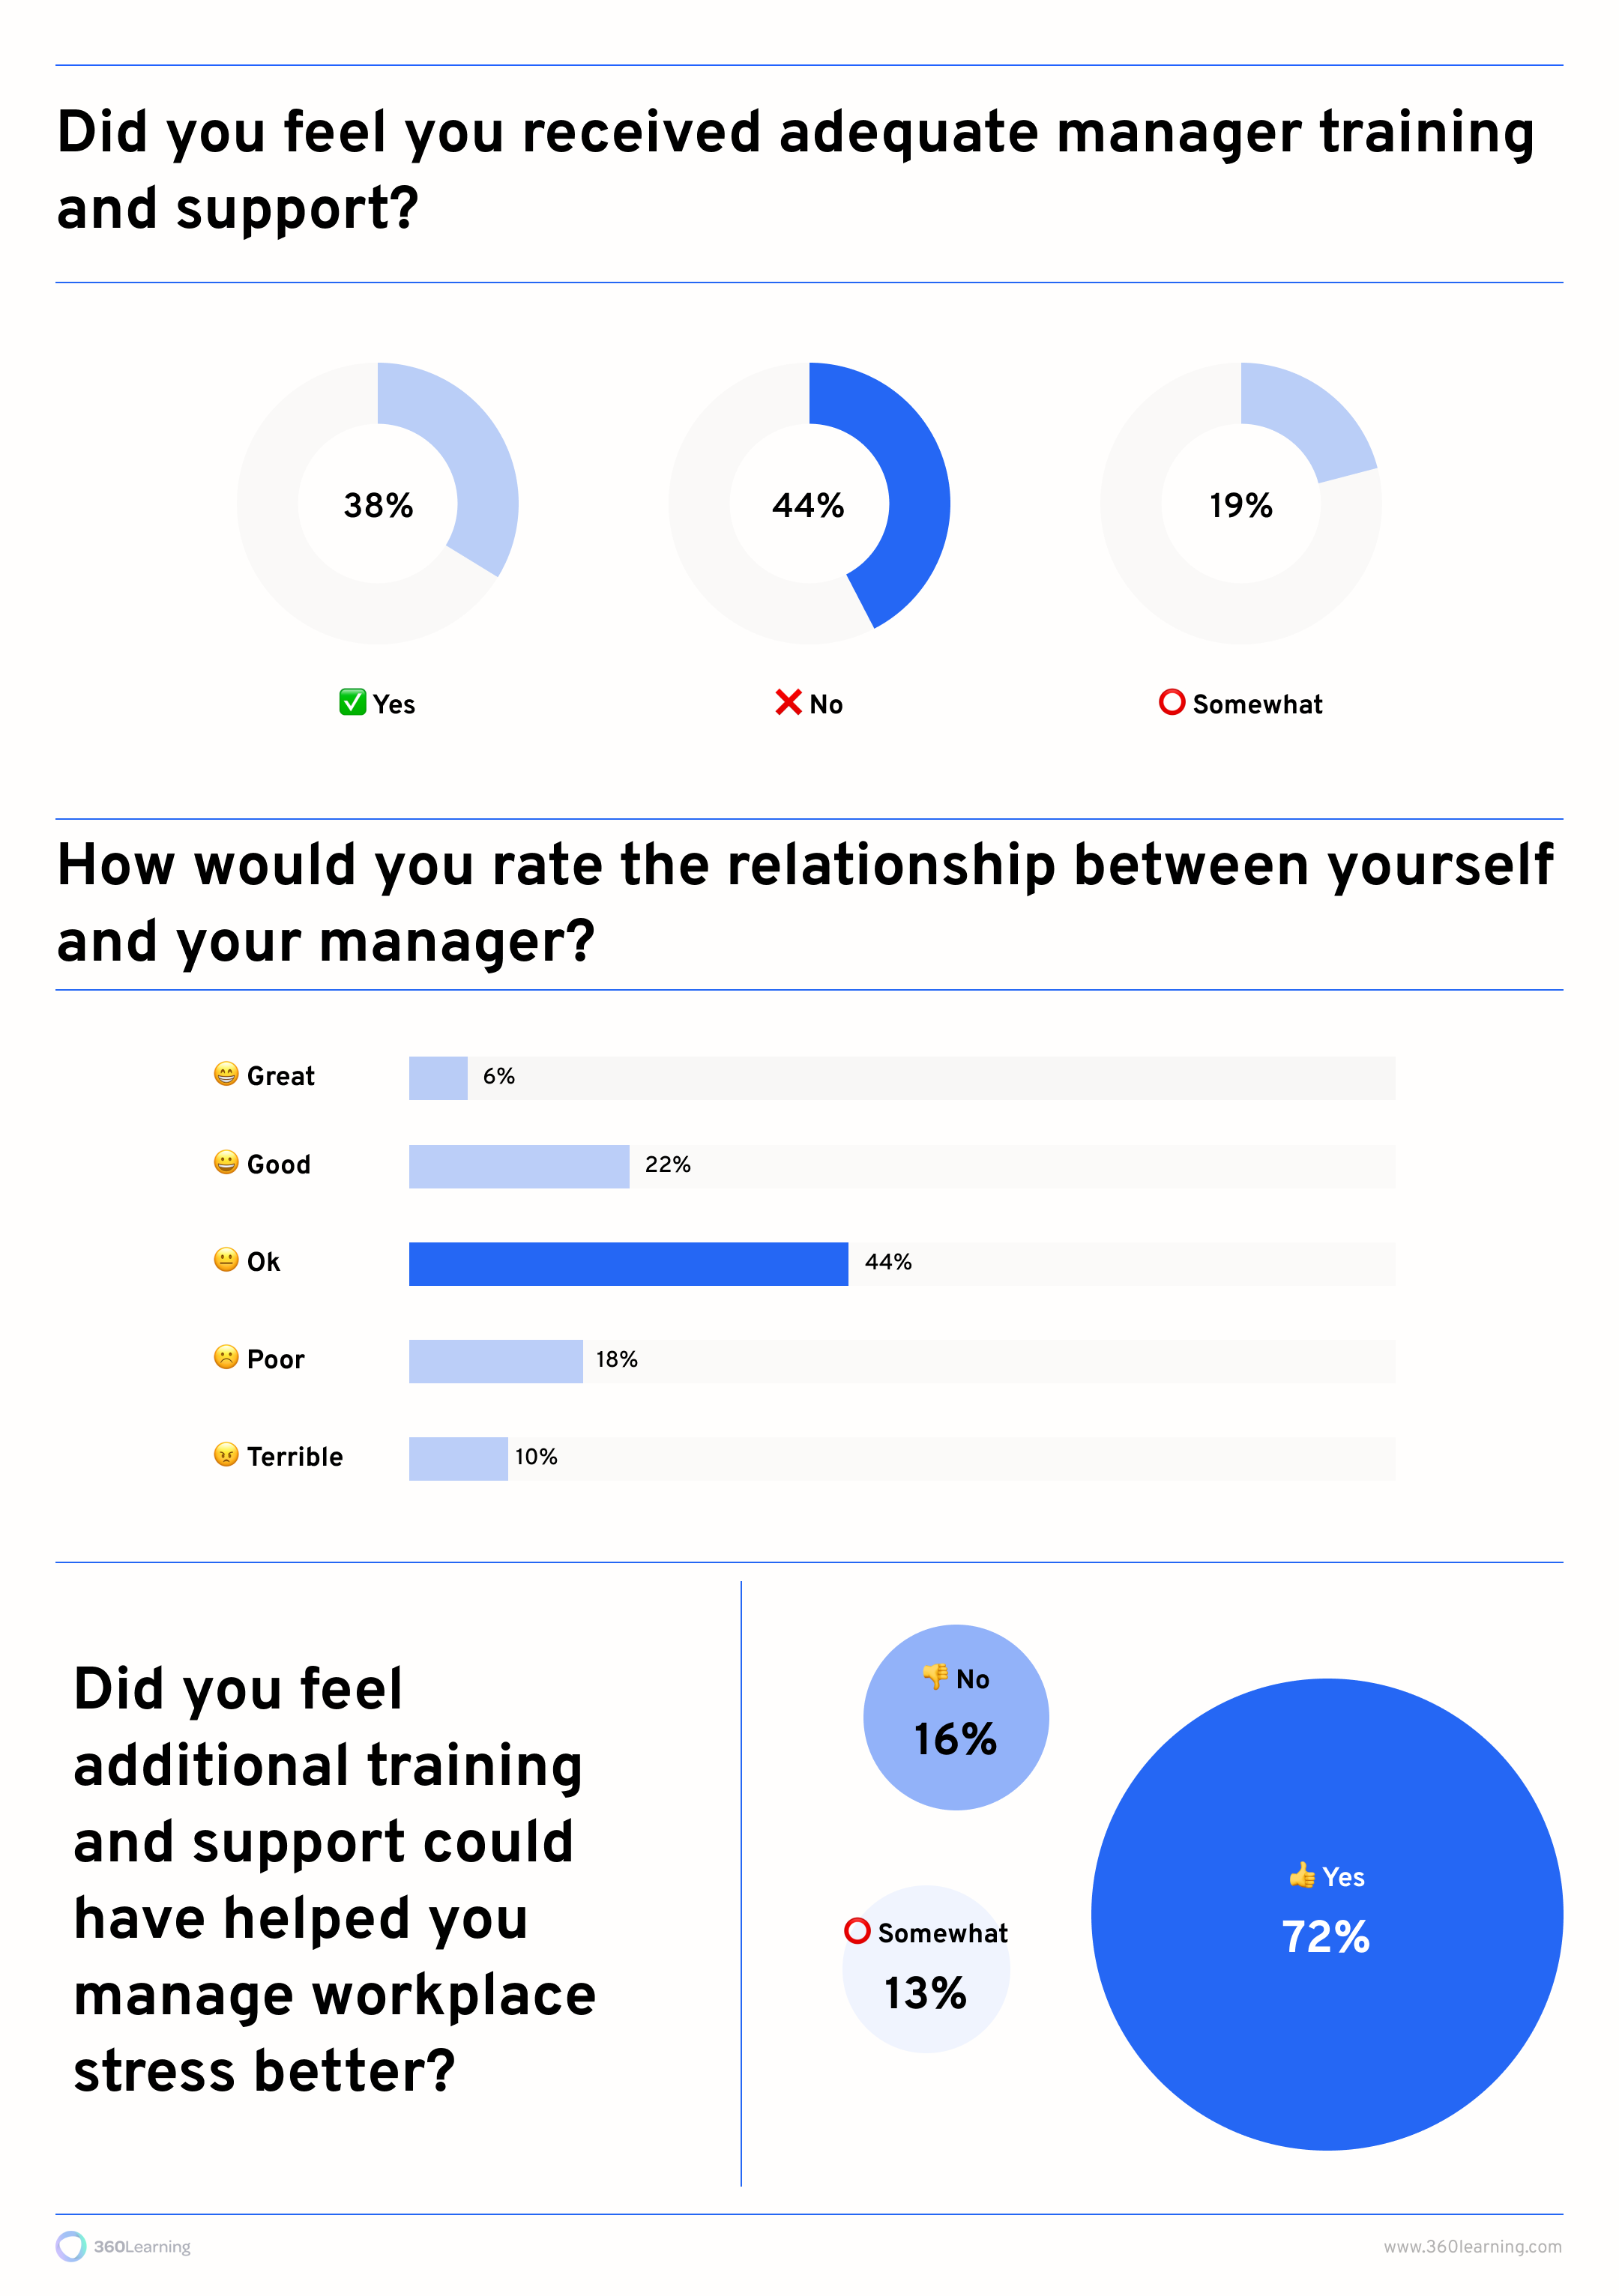 Did you feel you received adequate manager training
and support?
38%
44%
19%
Yes
No
Somewhat
How would you rate the relationship between yourself
and your manager?
Great 6%
Good 22%
Ok 44%
Poor 18%
Terrible 10%
Did you feel
additional training
and support could
have helped you
manage workplace
stress better?
No
16%
Yes
72%
Somewhat
13%
360Learning
www.360learning.com